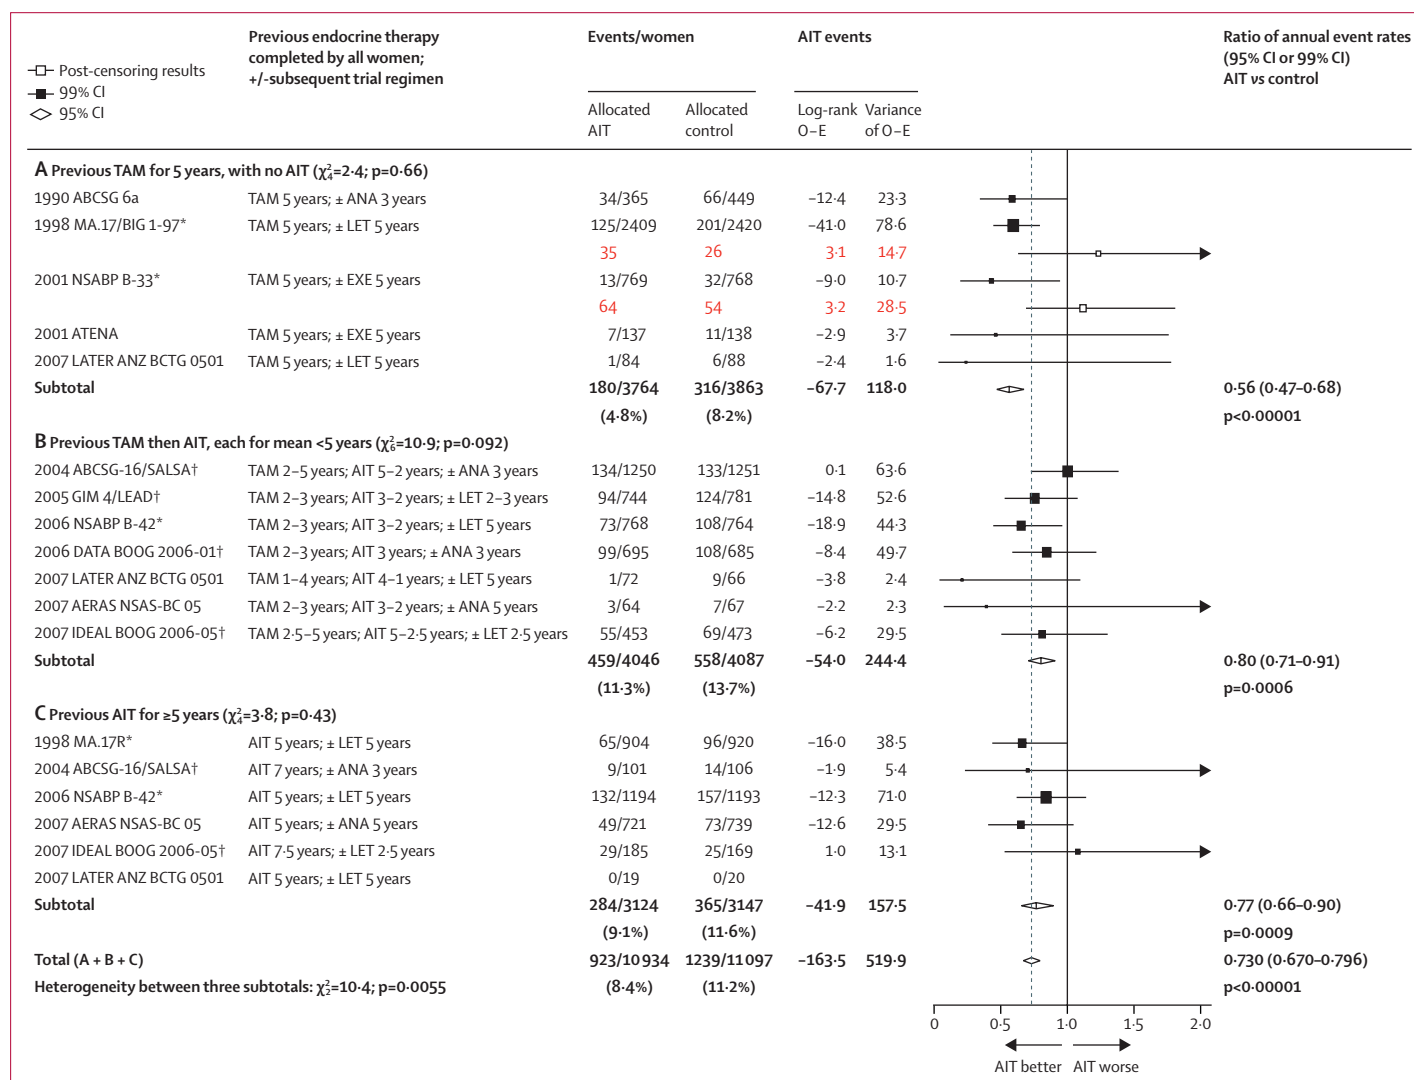 Previous endocrine therapy completed by all women; +/-subsequent trial regimen
Events/women
AIT events
Ratio of annual event rates (95% CI or 99% CI) AIT vs control
Post-censoring results
99% CI
95% CI
Allocated AIT
Allocated control
Log-rank O–E
Variance of O–E
A Previous TAM for 5 years, with no AIT (χ²₄=2·4; p=0·66)
1990 ABCSG 6a TAM 5 years; ± ANA 3 years 34/365 66/449 –12·4 23·3
1998 MA.17/BIG 1-97* TAM 5 years; ± LET 5 years 125/2409 201/2420 –41·0 78·6
35 26 3·1 14·7
2001 NSABP B-33* TAM 5 years; ± EXE 5 years 13/769 32/768 –9·0 10·7
64 54 3·2 28·5
2001 ATENA TAM 5 years; ± EXE 5 years 7/137 11/138 –2·9 3·7
2007 LATER ANZ BCTG 0501 TAM 5 years; ± LET 5 years 1/84 6/88 –2·4 1·6
Subtotal 180/3764 316/3863 –67·7 118·0 0·56 (0·47–0·68)
(4·8%) (8·2%) p<0·00001
B Previous TAM then AIT, each for mean <5 years (χ²₆=10·9; p=0·092)
2004 ABCSG-16/SALSA† TAM 2–5 years; AIT 5–2 years; ± ANA 3 years 134/1250 133/1251 0·1 63·6
2005 GIM 4/LEAD† TAM 2–3 years; AIT 3–2 years; ± LET 2–3 years 94/744 124/781 –14·8 52·6
2006 NSABP B-42* TAM 2–3 years; AIT 3–2 years; ± LET 5 years 73/768 108/764 –18·9 44·3
2006 DATA BOOG 2006-01† TAM 2–3 years; AIT 3 years; ± ANA 3 years 99/695 108/685 –8·4 49·7
2007 LATER ANZ BCTG 0501 TAM 1–4 years; AIT 4–1 years; ± LET 5 years 1/72 9/66 –3·8 2·4
2007 AERAS NSAS-BC 05 TAM 2–3 years; AIT 3–2 years; ± ANA 5 years 3/64 7/67 –2·2 2·3
2007 IDEAL BOOG 2006-05† TAM 2·5–5 years; AIT 5–2·5 years; ± LET 2·5 years 55/453 69/473 –6·2 29·5
Subtotal 459/4046 558/4087 –54·0 244·4 0·80 (0·71–0·91)
(11·3%) (13·7%) p=0·0006
C Previous AIT for ≥5 years (χ²₄=3·8; p=0·43)
1998 MA.17R* AIT 5 years; ± LET 5 years 65/904 96/920 –16·0 38·5
2004 ABCSG-16/SALSA† AIT 7 years; ± ANA 3 years 9/101 14/106 –1·9 5·4
2006 NSABP B-42* AIT 5 years; ± LET 5 years 132/1194 157/1193 –12·3 71·0
2007 AERAS NSAS-BC 05 AIT 5 years; ± ANA 5 years 49/721 73/739 –12·6 29·5
2007 IDEAL BOOG 2006-05† AIT 7·5 years; ± LET 2·5 years 29/185 25/169 1·0 13·1
2007 LATER ANZ BCTG 0501 AIT 5 years; ± LET 5 years 0/19 0/20
Subtotal 284/3124 365/3147 –41·9 157·5 0·77 (0·66–0·90)
(9·1%) (11·6%) p=0·0009
Total (A + B + C) 923/10 934 1239/11 097 –163·5 519·9 0·730 (0·670–0·796)
Heterogeneity between three subtotals: χ²₂=10·4; p=0·0055 (8·4%) (11·2%) p<0·00001
0 0·5 1·0 1·5 2·0
AIT better AIT worse